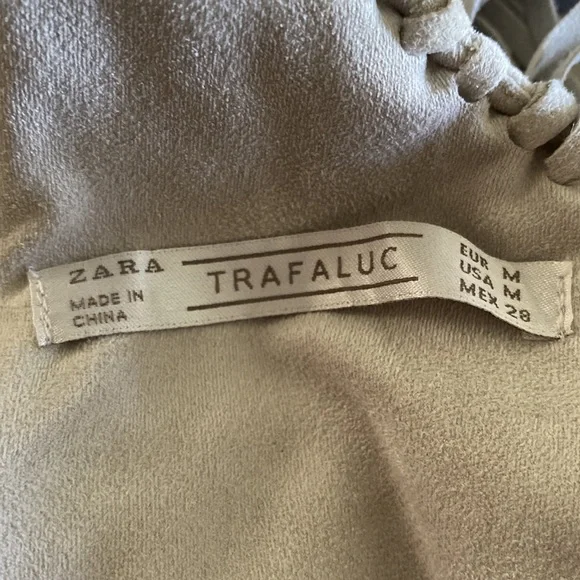 ZARA
MADE IN
CHINA
TRAFALUC
EUR M
USA M
MEX 28